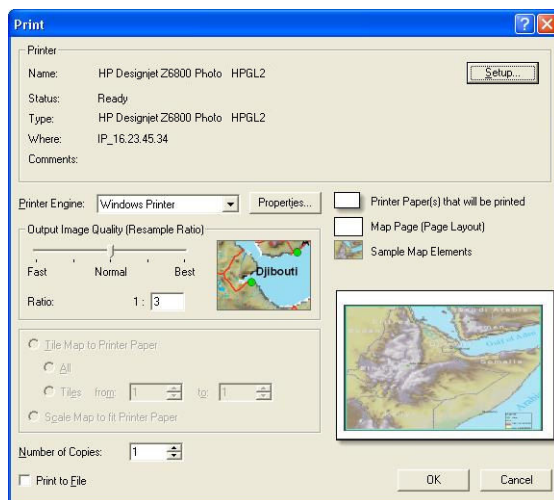 Print
Printer
Name: HP Designjet Z6800 Photo HPGL2
Setup...
Status: Ready
Type: HP Designjet Z6800 Photo HPGL2
Where: IP_16.23.45.34
Comments:
Printer Engine: Windows Printer Properties...
Printer Paper(s) that will be printed
Map Page (Page Layout)
Sample Map Elements
Output Image Quality (Resample Ratio)
Fast Normal Best
Djibouti
Ratio: 1 : 3
Tile Map to Printer Paper
All
Tiles from: 1 to: 1
Scale Map to fit Printer Paper
Gulf of Aden
Number of Copies: 1
Print to File
OK Cancel